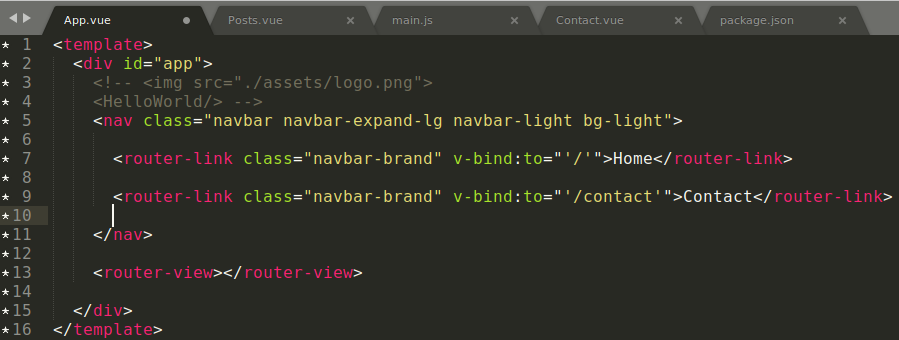 App.vue Posts.vue main.js Contact.vue package.json
* 1 <template>
* 2 <div id="app">
* 3 <!-- <img src="./assets/logo.png">
* 4 <HelloWorld/> -->
* 5 <nav class="navbar navbar-expand-lg navbar-light bg-light">
* 6
* 7 <router-link class="navbar-brand" v-bind:to="'/'">Home</router-link>
* 8
* 9 <router-link class="navbar-brand" v-bind:to="'/contact'">Contact</router-link>
* 10
* 11 </nav>
* 12
* 13 <router-view></router-view>
* 14
* 15 </div>
* 16 </template>